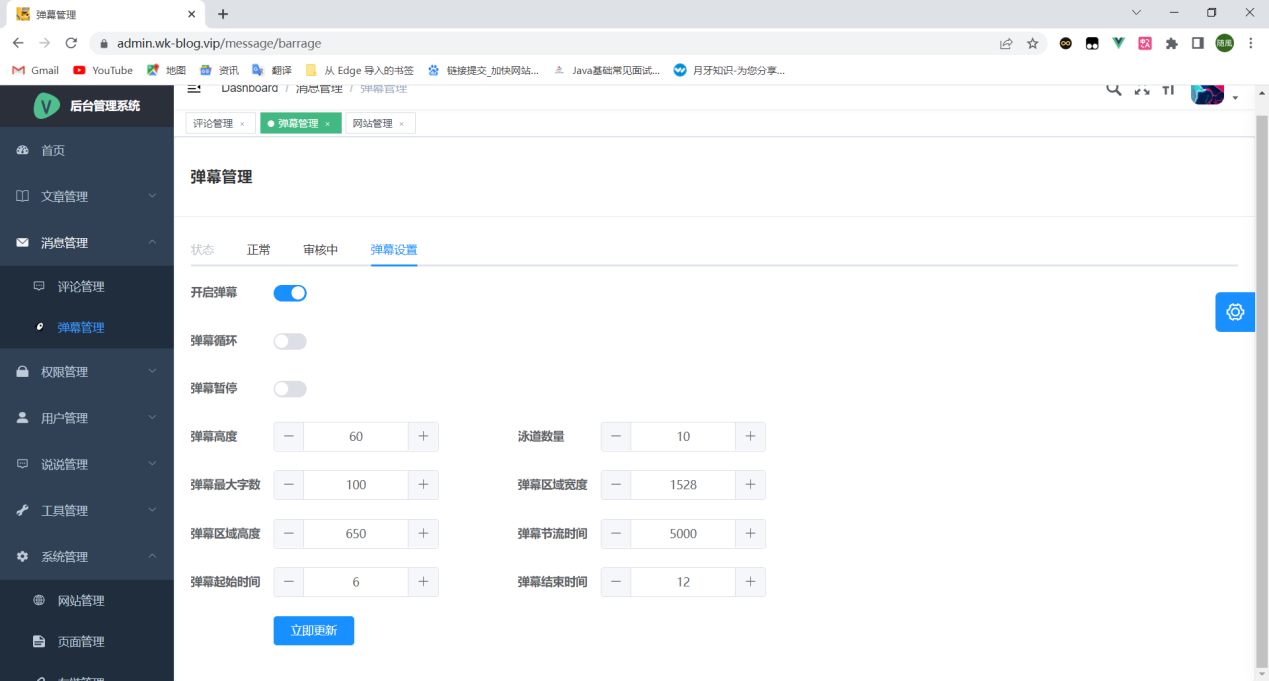 弹幕管理
admin.wk-blog.vip/message/barrage
随風
Gmail YouTube 地图 资讯 翻译 从 Edge 导入的书签 链接提交_加快网站... Java基础常见面试... 月牙知识-为您分享...
V 后台管理系统
Dashboard / 消息管理 / 弹幕管理
评论管理 × 弹幕管理 × 网站管理 ×
首页
文章管理
消息管理
评论管理
弹幕管理
权限管理
用户管理
说说管理
工具管理
系统管理
网站管理
页面管理
弹幕管理
状态 正常 审核中 弹幕设置
开启弹幕
弹幕循环
弹幕暂停
弹幕高度 − 60 + 泳道数量 − 10 +
弹幕最大字数 − 100 + 弹幕区域宽度 − 1528 +
弹幕区域高度 − 650 + 弹幕节流时间 − 5000 +
弹幕起始时间 − 6 + 弹幕结束时间 − 12 +
立即更新